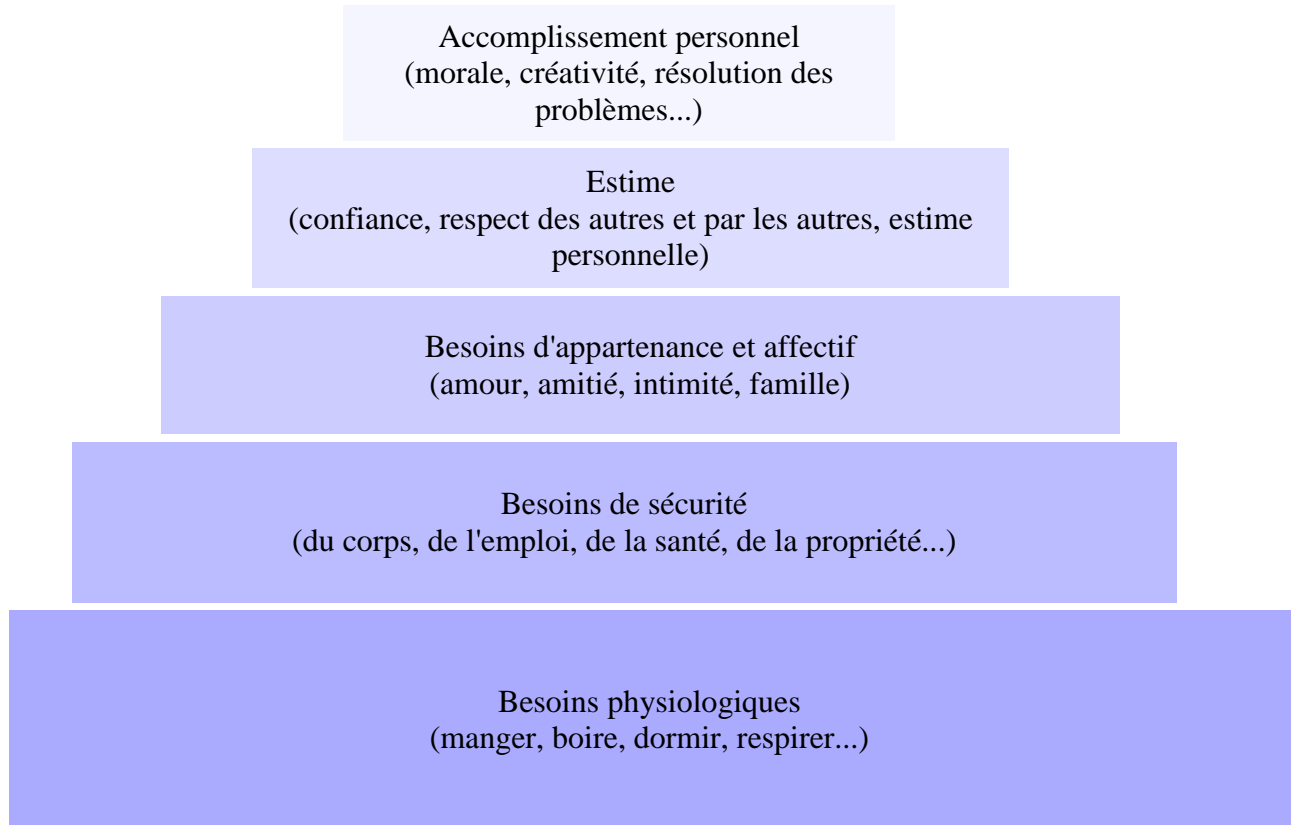 Accomplissement personnel
(morale, créativité, résolution des
problèmes...)
Estime
(confiance, respect des autres et par les autres, estime
personnelle)
Besoins d'appartenance et affectif
(amour, amitié, intimité, famille)
Besoins de sécurité
(du corps, de l'emploi, de la santé, de la propriété...)
Besoins physiologiques
(manger, boire, dormir, respirer...)